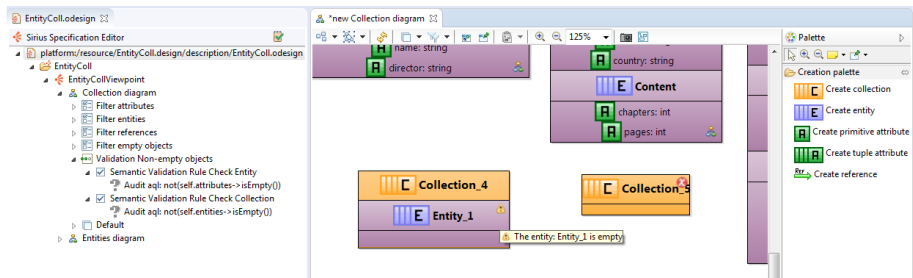 EntityColl.odesign
Sirius Specification Editor
platform:/resource/EntityColl.design/description/EntityColl.odesign
EntityColl
EntityCollViewpoint
Collection diagram
Filter attributes
Filter entities
Filter references
Filter empty objects
Validation Non-empty objects
Semantic Validation Rule Check Entity
Audit aql: not(self.attributes->isEmpty())
Semantic Validation Rule Check Collection
Audit aql: not(self.entities->isEmpty())
Default
Entities diagram
*new Collection diagram
125%
A name: string
A director: string
A country: string
E Content
A chapters: int
A pages: int
C Collection_4
E Entity_1
C Collection_5
The entity: Entity_1 is empty
Palette
Creation palette
C Create collection
E Create entity
A Create primitive attribute
A Create tuple attribute
Create reference